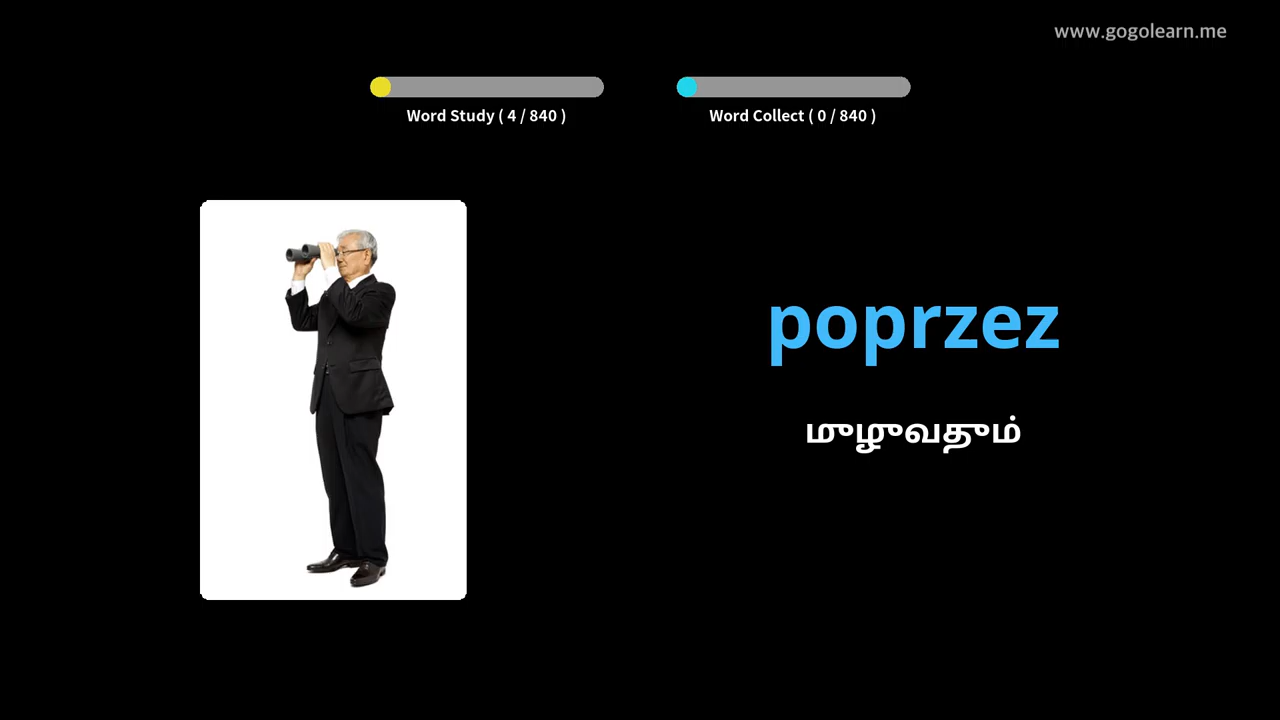 www.gogolearn.me
Word Study ( 4 / 840 )
Word Collect ( 0 / 840 )
poprzez
முழுவதும்